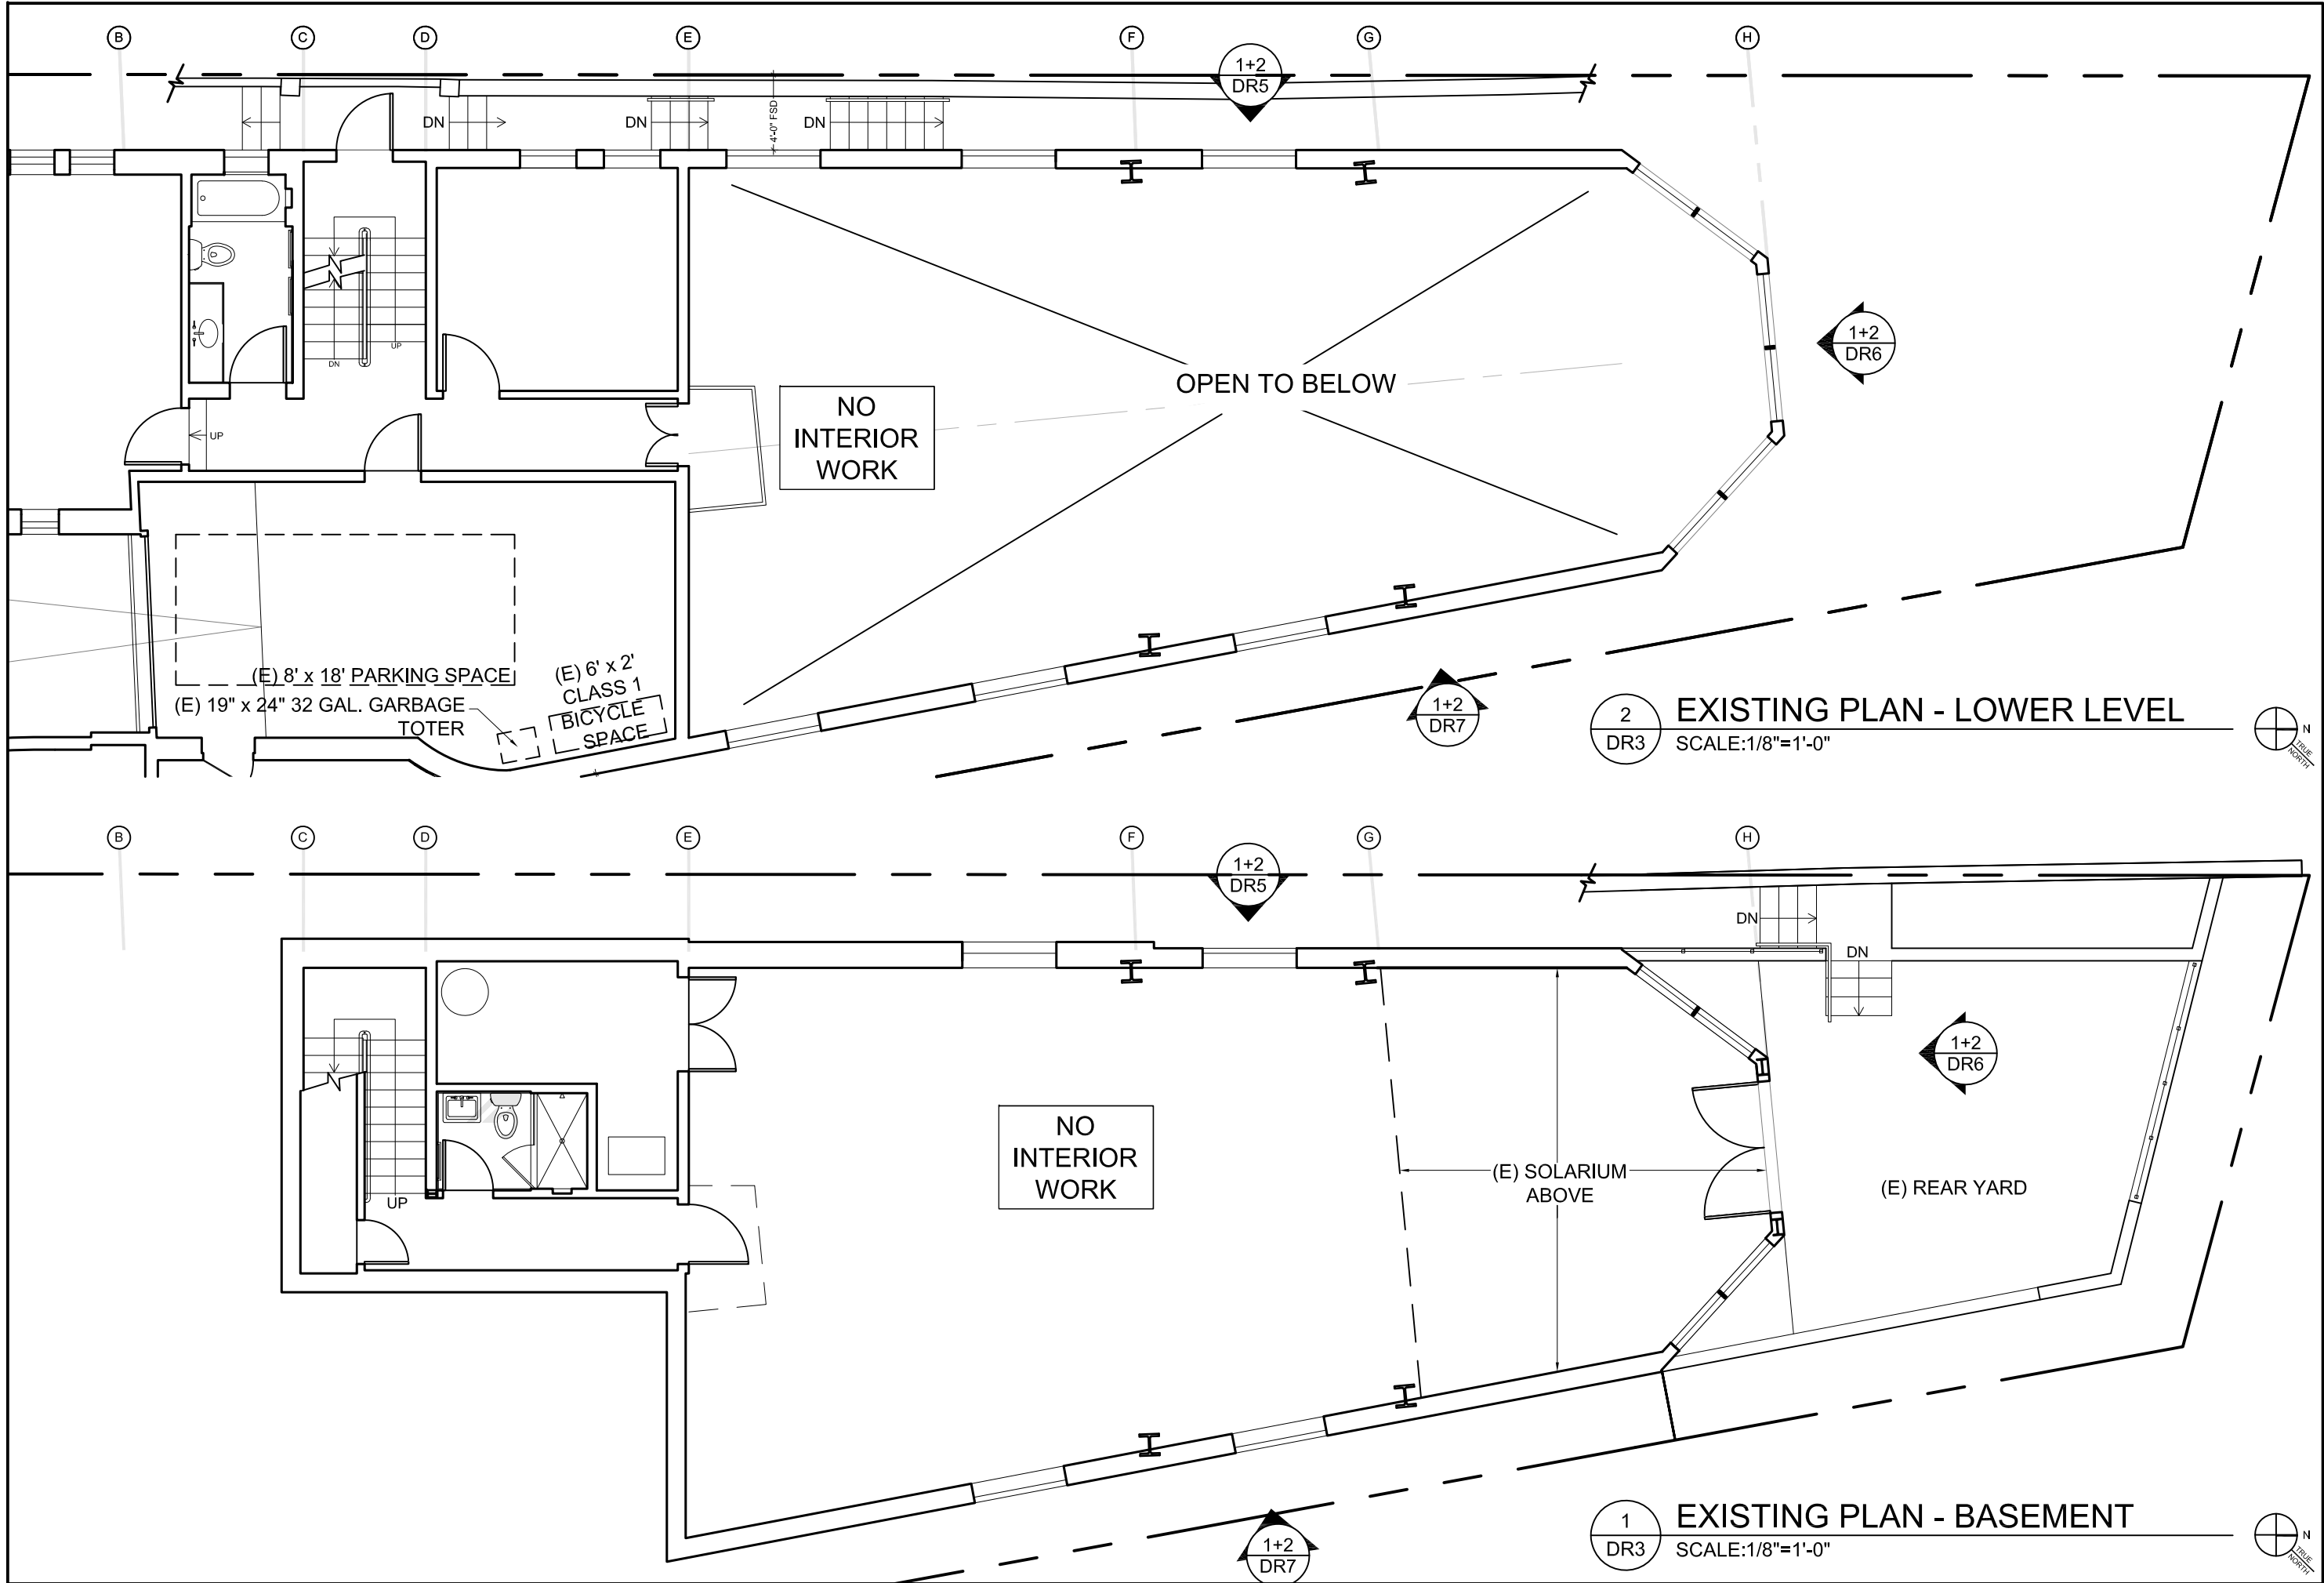 B C D E F G H
1+2
DR5
DN DN DN
4'-0" FSD
UP
DN
UP
1+2
DR6
OPEN TO BELOW
NO
INTERIOR
WORK
(E) 8' x 18' PARKING SPACE
(E) 19" x 24" 32 GAL. GARBAGE
TOTER
(E) 6' x 2'
CLASS 1
BICYCLE
SPACE
1+2
DR7
2
DR3
EXISTING PLAN - LOWER LEVEL
SCALE:1/8"=1'-0"
N
TRUE
NORTH
B C D E F G H
1+2
DR5
DN
DN
1+2
DR6
NO
INTERIOR
WORK
(E) SOLARIUM
ABOVE
(E) REAR YARD
UP
1+2
DR7
1
DR3
EXISTING PLAN - BASEMENT
SCALE:1/8"=1'-0"
N
TRUE
NORTH